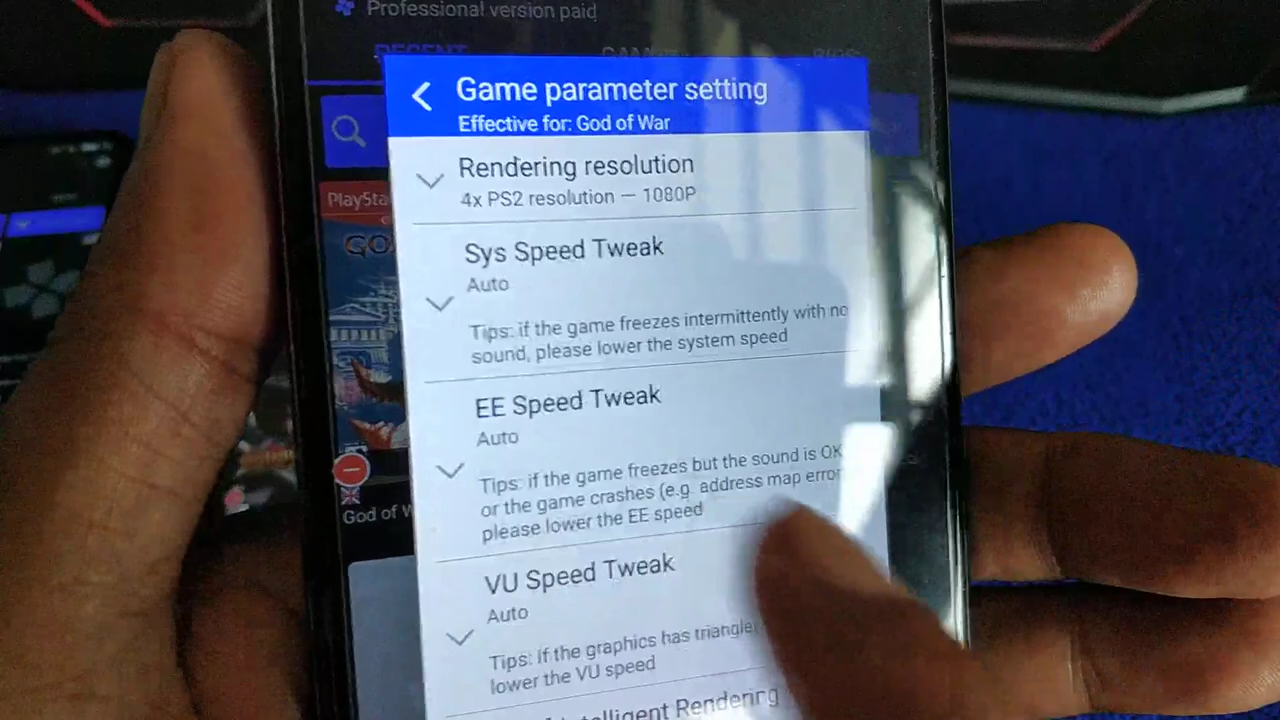 Professional version paid
RECENT
Game parameter setting
Effective for: God of War
Rendering resolution
4x PS2 resolution — 1080P
PlaySta
GO
Sys Speed Tweak
Auto
Tips: if the game freezes intermittently with no
sound, please lower the system speed
EE Speed Tweak
Auto
Tips: if the game freezes but the sound is OK
or the game crashes (e.g. address map error
please lower the EE speed
God of W
VU Speed Tweak
Auto
Tips: if the graphics has triangle
lower the VU speed
Intelligent Rendering